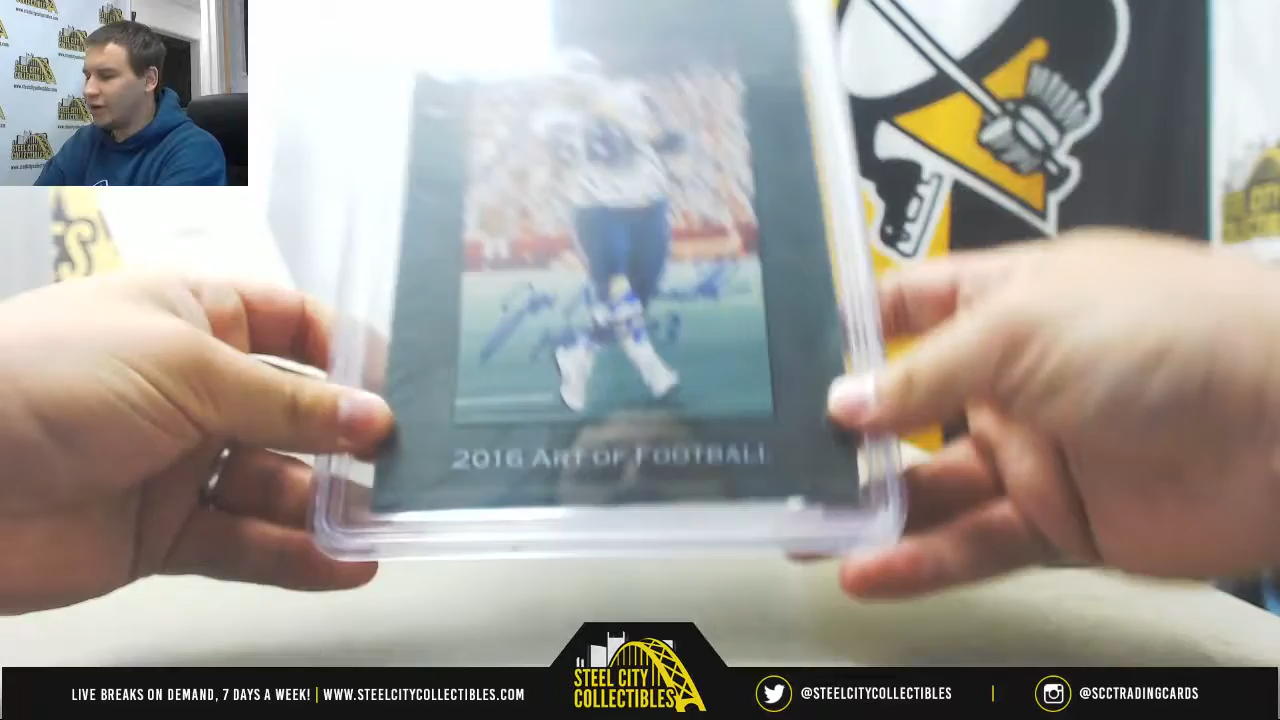 2016 ART OF FOOTBALL
STEEL CITY
COLLECTIBLES
LIVE BREAKS ON DEMAND, 7 DAYS A WEEK! | WWW.STEELCITYCOLLECTIBLES.COM
@STEELCITYCOLLECTIBLES
@SCCTRADINGCARDS